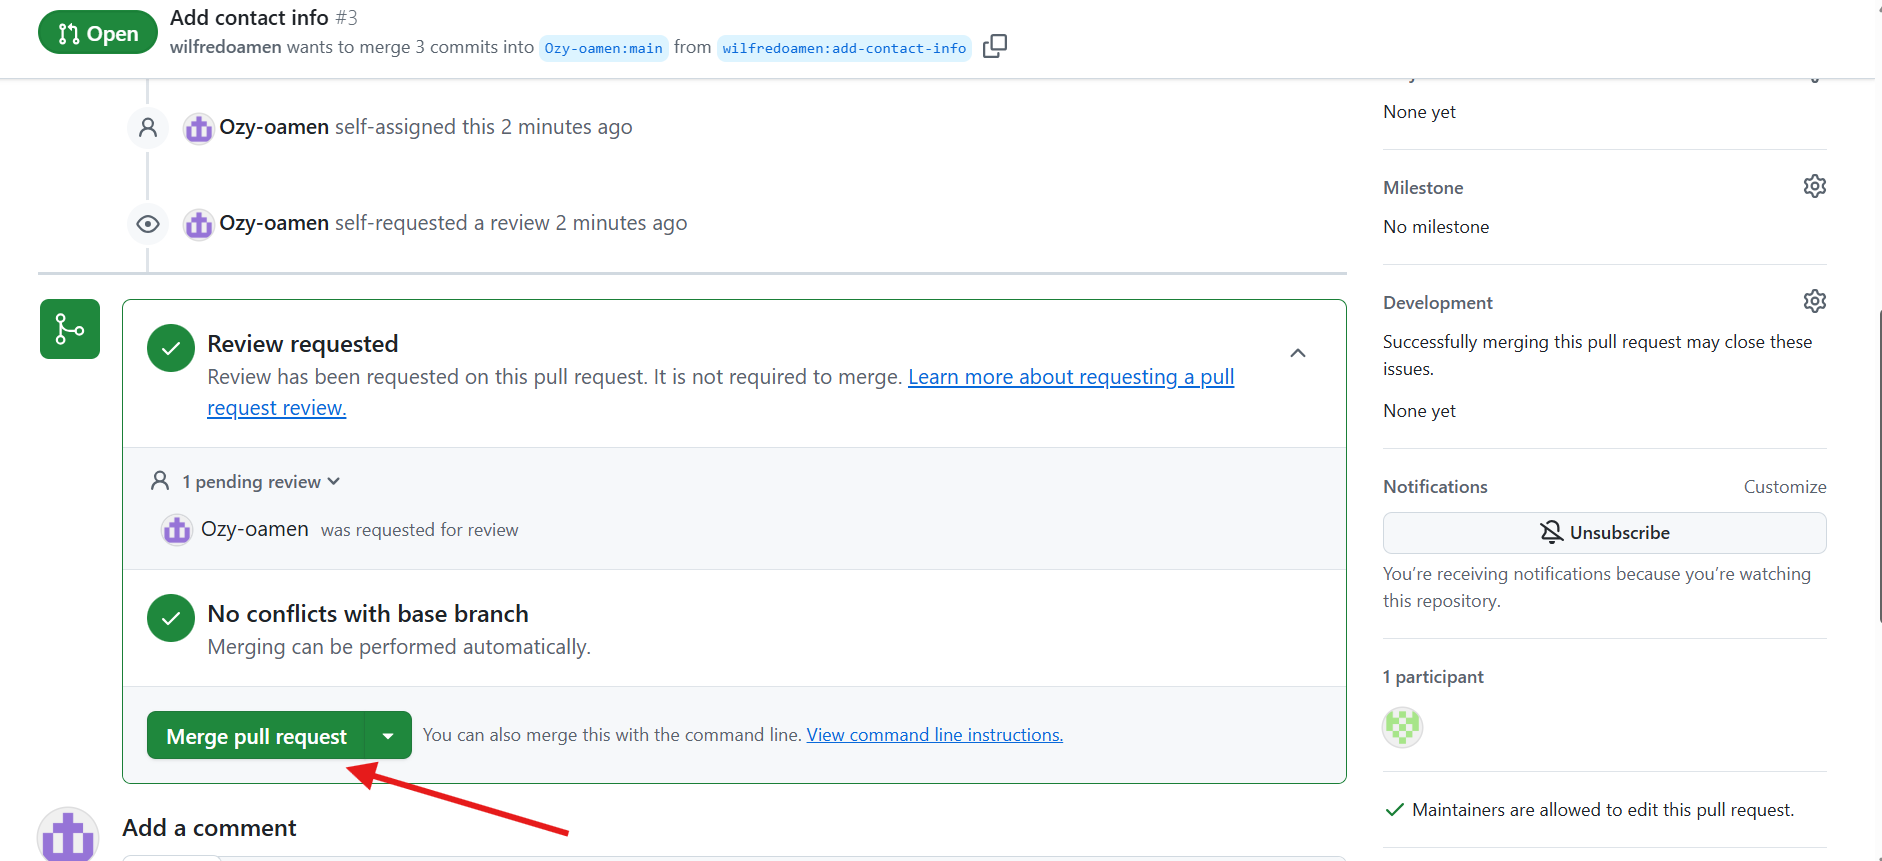 Open
Add contact info #3
wilfredoamen wants to merge 3 commits into Ozy-oamen:main from wilfredoamen:add-contact-info
Ozy-oamen self-assigned this 2 minutes ago
Ozy-oamen self-requested a review 2 minutes ago
Review requested
Review has been requested on this pull request. It is not required to merge. Learn more about requesting a pull
request review.
1 pending review
Ozy-oamen was requested for review
No conflicts with base branch
Merging can be performed automatically.
Merge pull request
You can also merge this with the command line. View command line instructions.
Add a comment
None yet
Milestone
No milestone
Development
Successfully merging this pull request may close these
issues.
None yet
Notifications
Customize
Unsubscribe
You're receiving notifications because you're watching
this repository.
1 participant
Maintainers are allowed to edit this pull request.